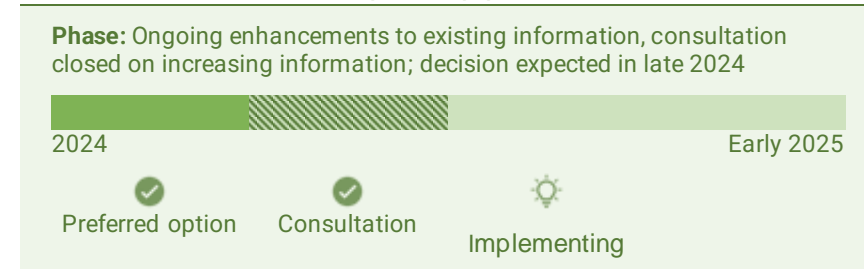 Phase: Ongoing enhancements to existing information, consultation
closed on increasing information; decision expected in late 2024
2024
Early 2025
Preferred option
Consultation
Implementing